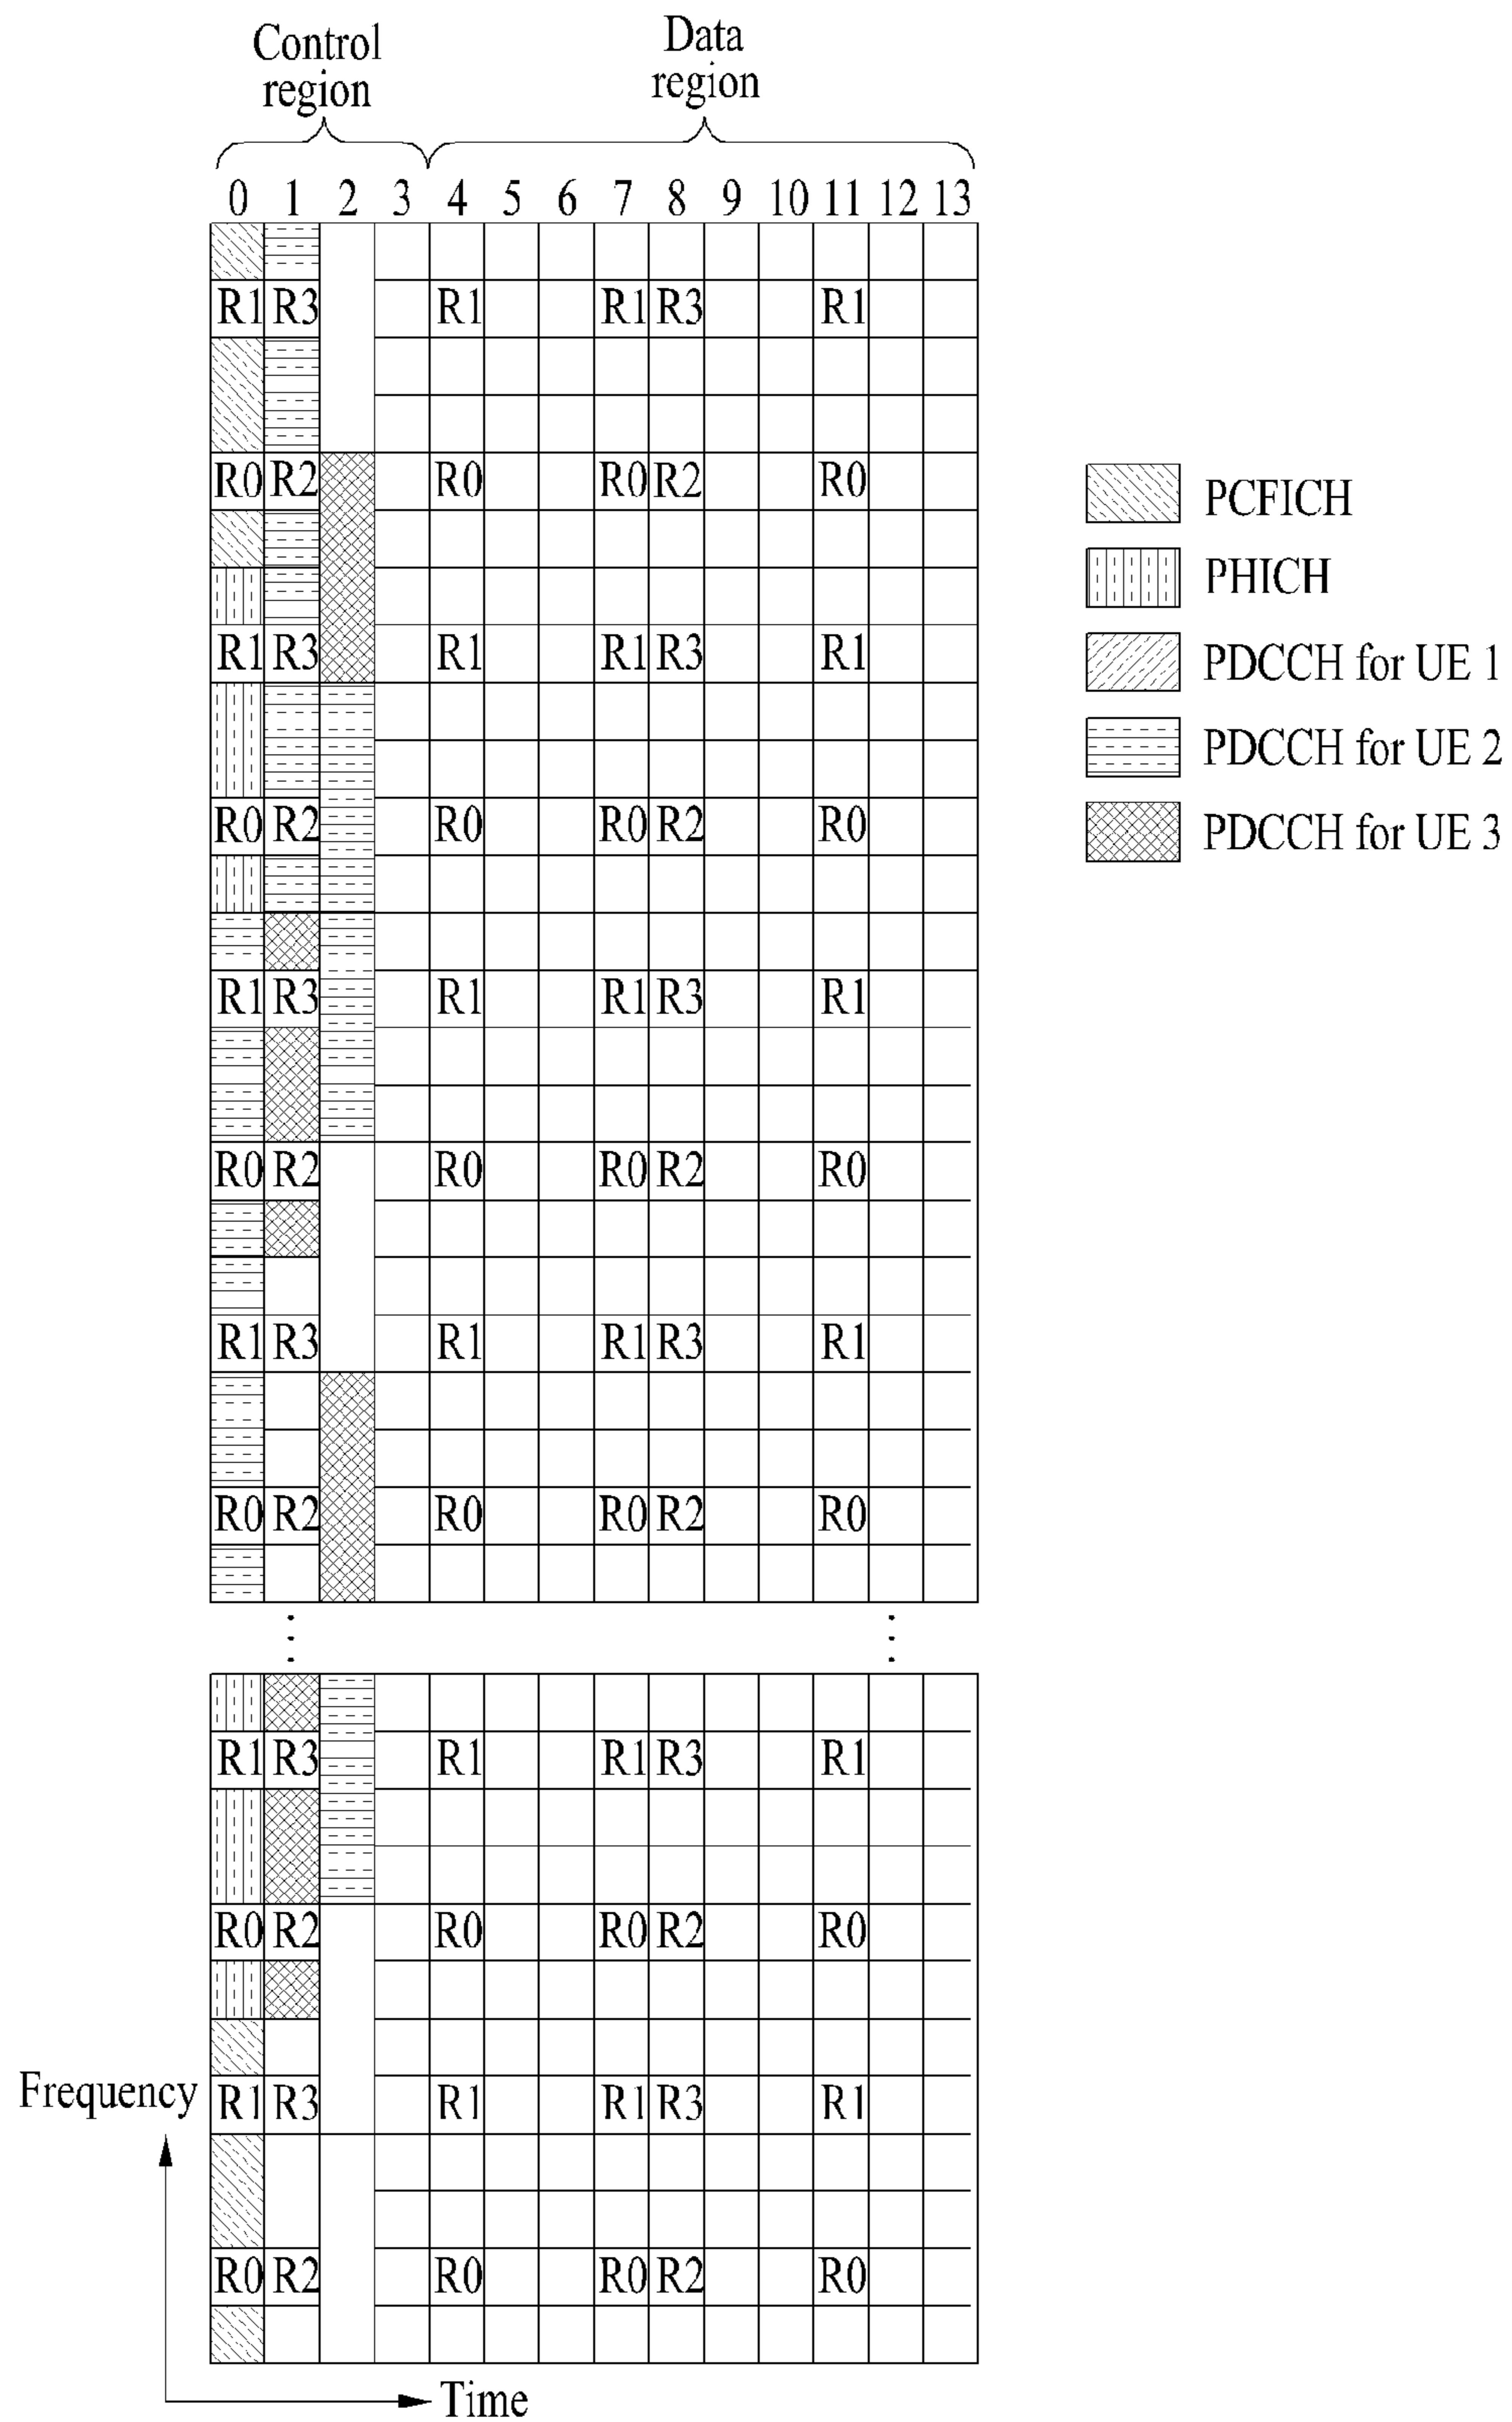 Control
region
Data
region
0 1 2 3 4 5 6 7 8 9 10 11 12 13
R1 R3 R1 R1 R3 R1
R0 R2 R0 R0 R2 R0
R1 R3 R1 R1 R3 R1
R0 R2 R0 R0 R2 R0
R1 R3 R1 R1 R3 R1
R0 R2 R0 R0 R2 R0
R1 R3 R1 R1 R3 R1
R0 R2 R0 R0 R2 R0
R1 R3 R1 R1 R3 R1
R0 R2 R0 R0 R2 R0
R1 R3 R1 R1 R3 R1
R0 R2 R0 R0 R2 R0
PCFICH
PHICH
PDCCH for UE 1
PDCCH for UE 2
PDCCH for UE 3
Frequency
Time